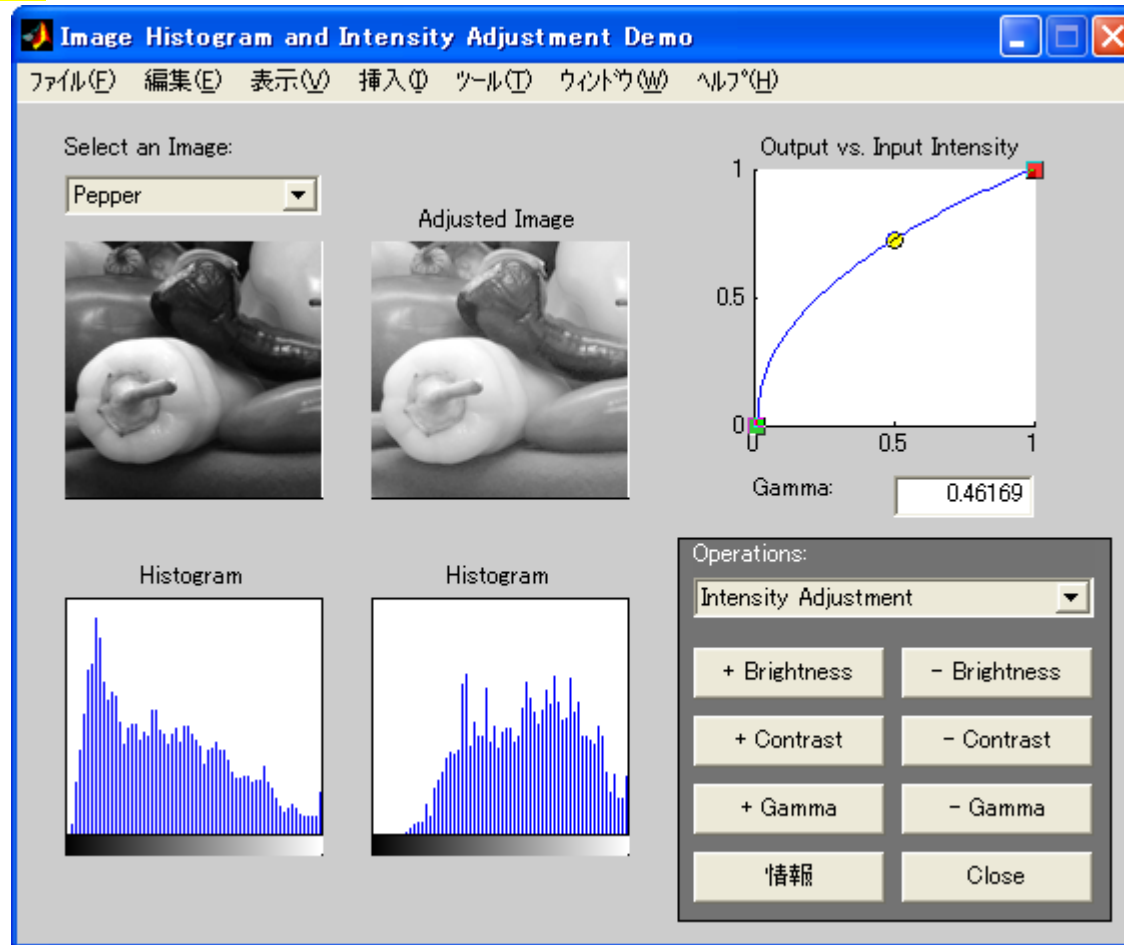 Image Histogram and Intensity Adjustment Demo
ファイル(F) 編集(E) 表示(V) 挿入(I) ツール(T) ウィンドウ(W) ヘルプ(H)
Select an Image:
Pepper
Adjusted Image
Output vs. Input Intensity
1
0.5
0
0 0.5 1
Gamma: 0.46169
Histogram
Histogram
Operations:
Intensity Adjustment
+ Brightness - Brightness
+ Contrast - Contrast
+ Gamma - Gamma
情報 Close